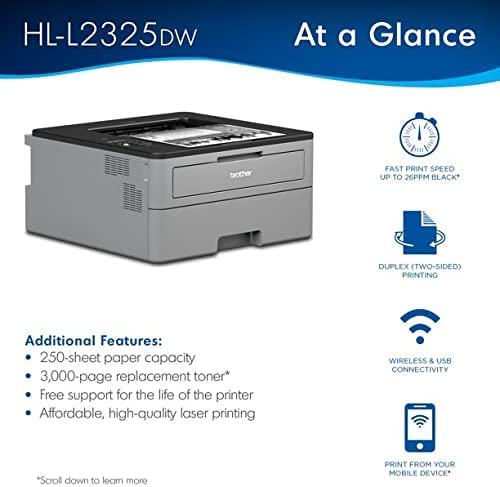 HL-L2325DW
At a Glance
brother
FAST PRINT SPEED
UP TO 26PPM BLACK*
DUPLEX (TWO-SIDED)
PRINTING
WIRELESS & USB
CONNECTIVITY
PRINT FROM YOUR
MOBILE DEVICE*
Additional Features:
• 250-sheet paper capacity
• 3,000-page replacement toner*
• Free support for the life of the printer
• Affordable, high-quality laser printing
*Scroll down to learn more